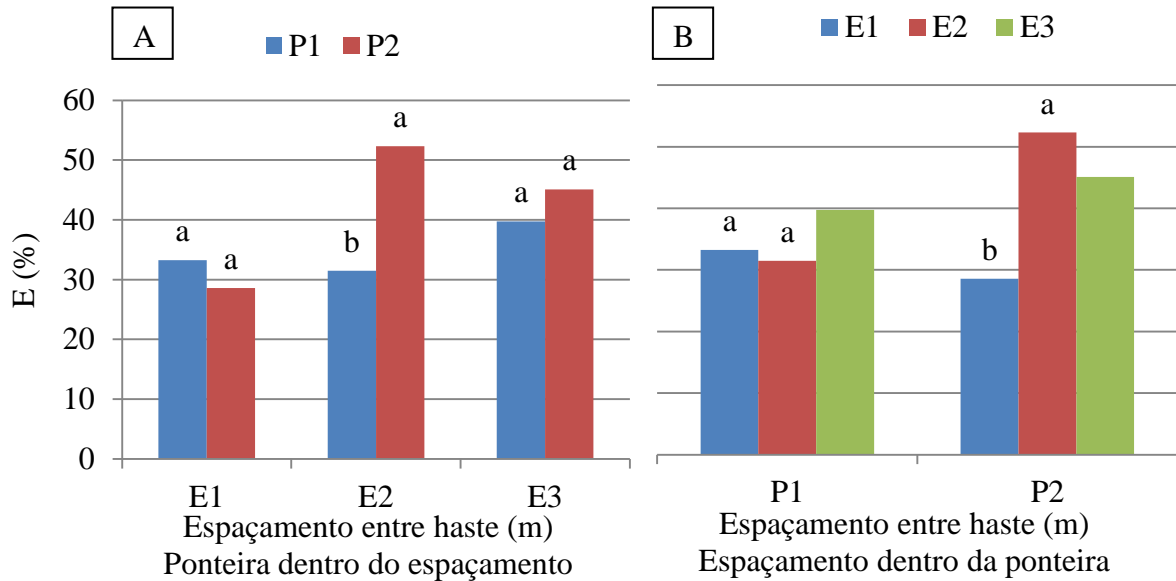 A
P1 P2
60
50
40
30
20
10
0
E (%)
a
a
b
a
a
a
E1 E2 E3
Espaçamento entre haste (m)
Ponteira dentro do espaçamento
B
E1 E2 E3
a
a
b
a
P1 P2
Espaçamento entre haste (m)
Espaçamento dentro da ponteira